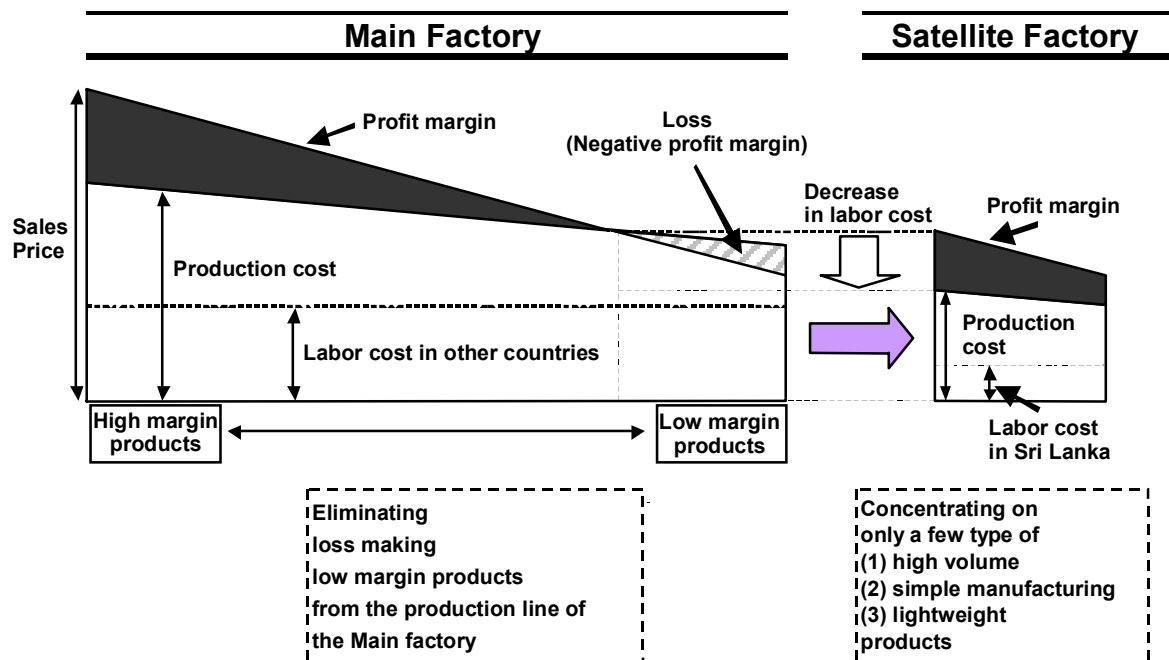 Main Factory
Satellite Factory
Profit margin
Loss
(Negative profit margin)
Decrease
in labor cost
Profit margin
Sales
Price
Production cost
Labor cost in other countries
Production
cost
High margin
products
Low margin
products
Labor cost
in Sri Lanka
Eliminating
loss making
low margin products
from the production line of
the Main factory
Concentrating on
only a few type of
(1) high volume
(2) simple manufacturing
(3) lightweight
products